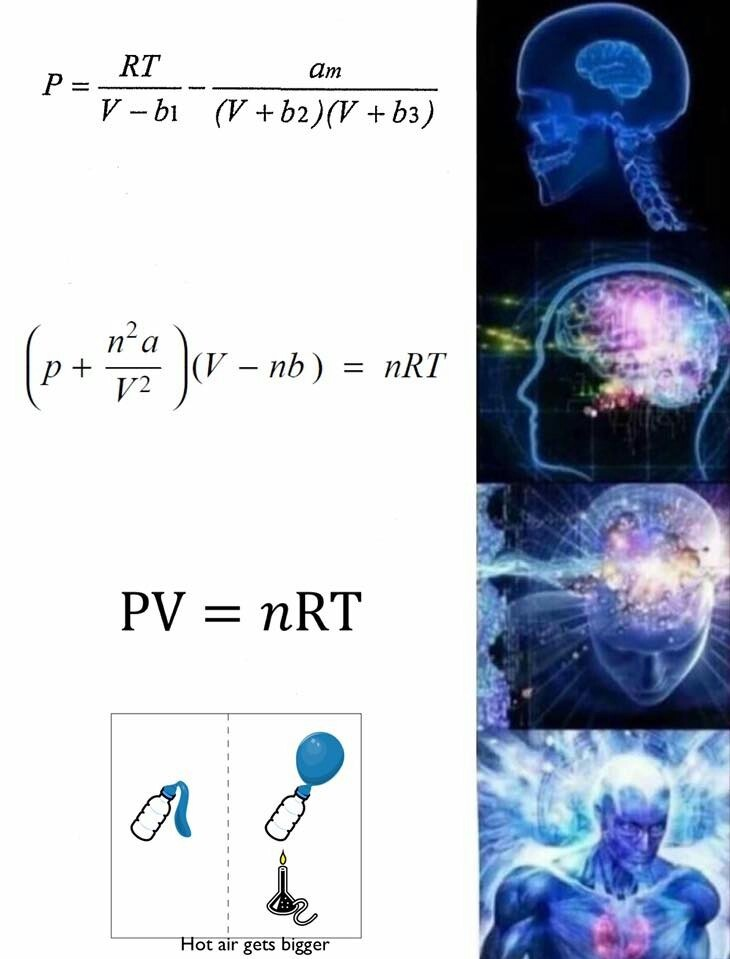 P = RT / (V − b1) − am / ((V + b2)(V + b3))
(p + n²a / V²)(V − nb) = nRT
PV = nRT
Hot air gets bigger